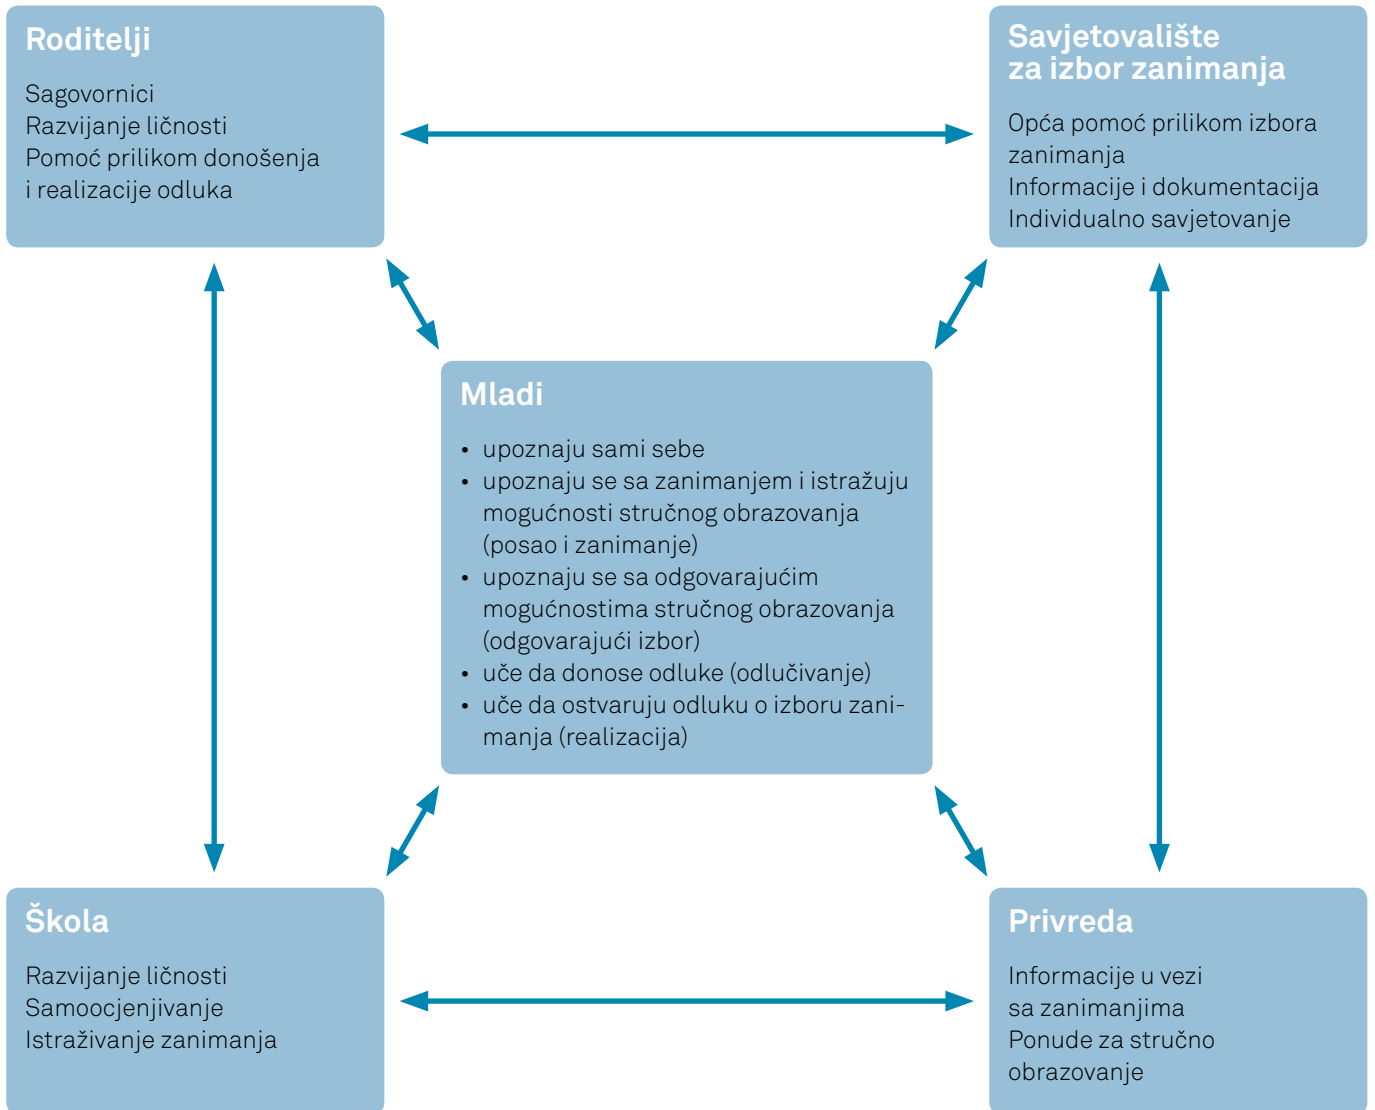 Roditelji
Sagovornici
Razvijanje ličnosti
Pomoć prilikom donošenja
i realizacije odluka
Savjetovalište
za izbor zanimanja
Opća pomoć prilikom izbora
zanimanja
Informacije i dokumentacija
Individualno savjetovanje
Mladi
• upoznaju sami sebe
• upoznaju se sa zanimanjem i istražuju
mogućnosti stručnog obrazovanja
(posao i zanimanje)
• upoznaju se sa odgovarajućim
mogućnostima stručnog obrazovanja
(odgovarajući izbor)
• uče da donose odluke (odlučivanje)
• uče da ostvaruju odluku o izboru zani-
manja (realizacija)
Škola
Razvijanje ličnosti
Samoocjenjivanje
Istraživanje zanimanja
Privreda
Informacije u vezi
sa zanimanjima
Ponude za stručno
obrazovanje